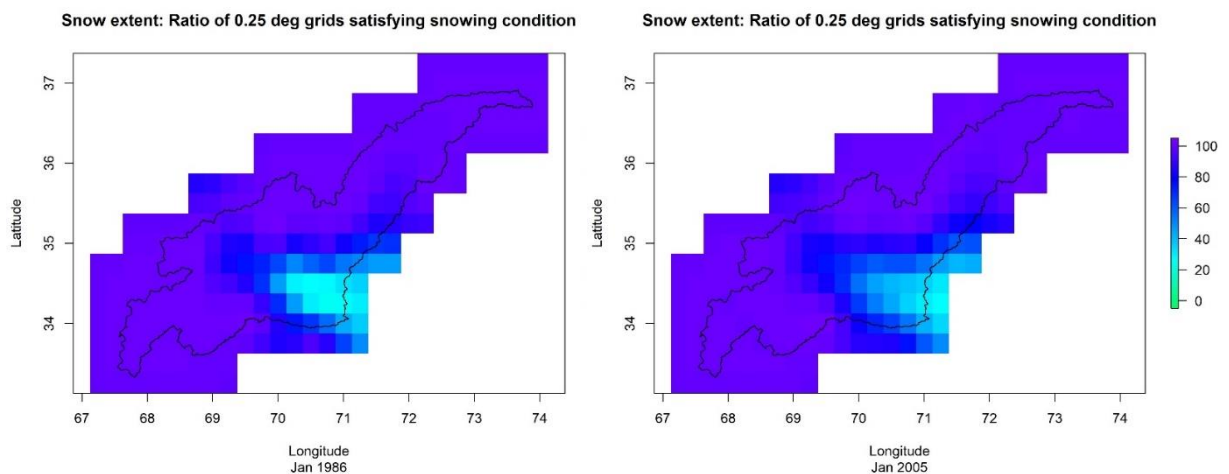 Snow extent: Ratio of 0.25 deg grids satisfying snowing condition
37
36
35
34
Latitude
67 68 69 70 71 72 73 74
Longitude
Jan 1986
Snow extent: Ratio of 0.25 deg grids satisfying snowing condition
37
36
35
34
Latitude
67 68 69 70 71 72 73 74
Longitude
Jan 2005
100
80
60
40
20
0